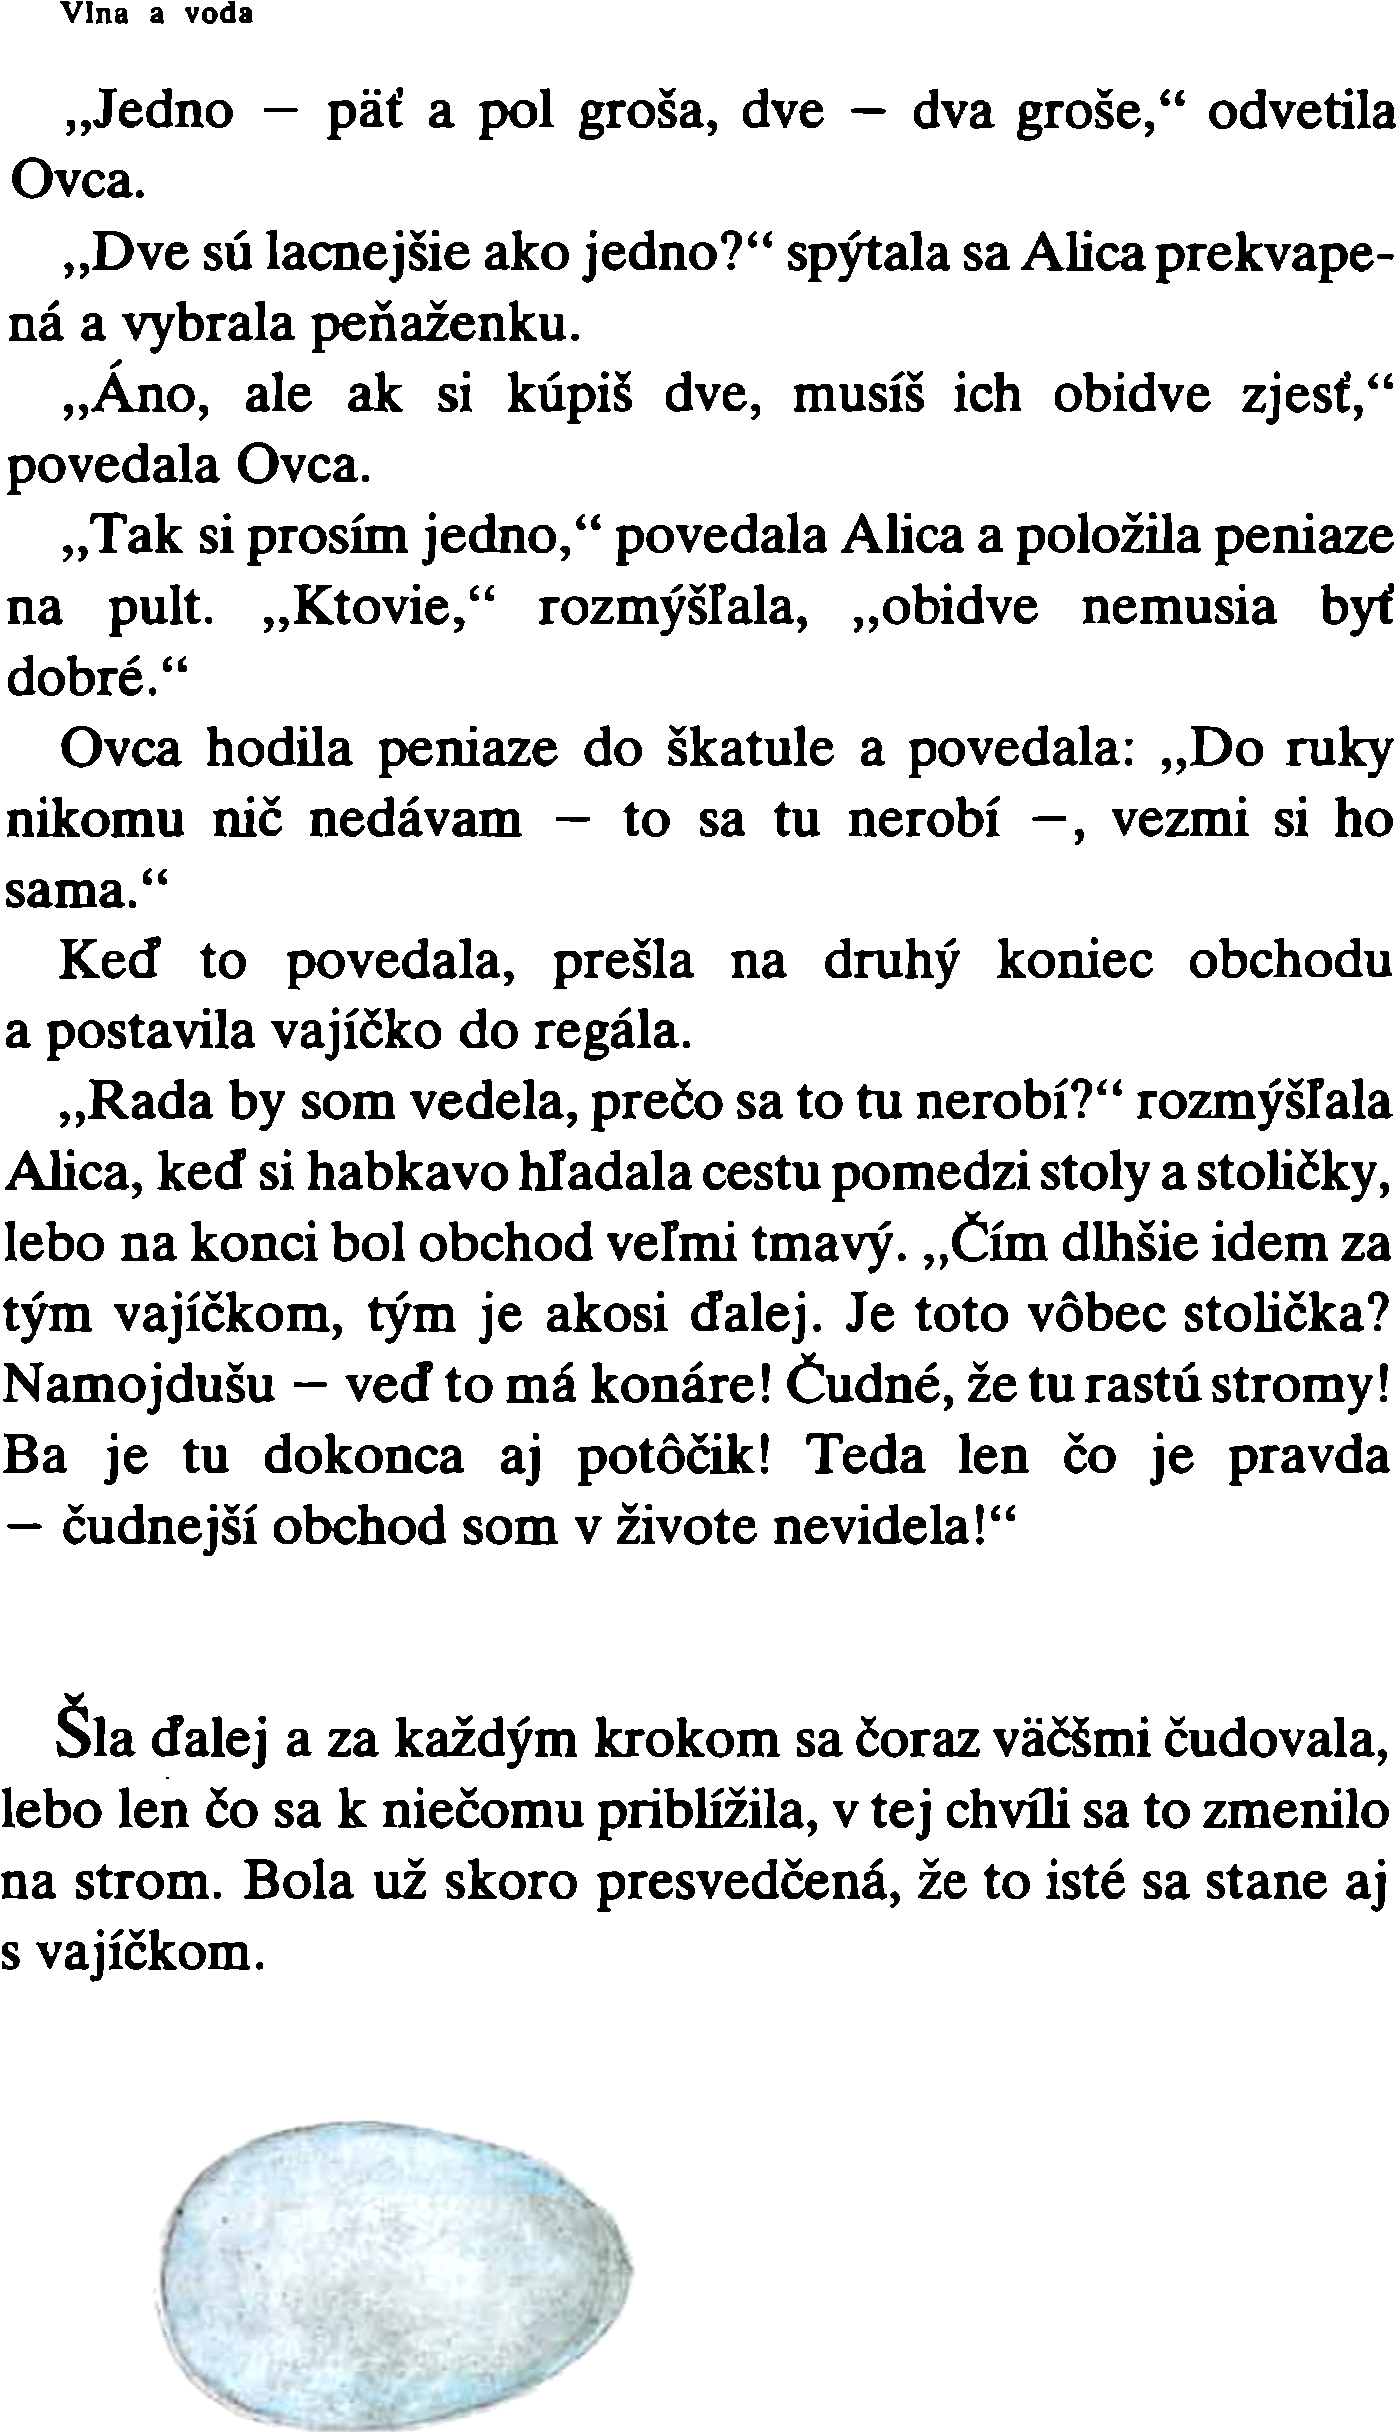 Vlna a voda
„Jedno — päť a pol groša, dve — dva groše,“ odvetila
Ovca.
„Dve sú lacnejšie ako jedno?“ spýtala sa Alica prekvape-
ná a vybrala peňaženku.
„Áno, ale ak si kúpiš dve, musíš ich obidve zjesť,“
povedala Ovca.
„Tak si prosím jedno,“ povedala Alica a položila peniaze
na pult. „Ktovie,“ rozmýšľala, „obidve nemusia byť
dobré.“
Ovca hodila peniaze do škatule a povedala: „Do ruky
nikomu nič nedávam — to sa tu nerobí —, vezmi si ho
sama.“
Keď to povedala, prešla na druhý koniec obchodu
a postavila vajíčko do regála.
„Rada by som vedela, prečo sa to tu nerobí?“ rozmýšľala
Alica, keď si habkavo hľadala cestu pomedzi stoly a stoličky,
lebo na konci bol obchod veľmi tmavý. „Čím dlhšie idem za
tým vajíčkom, tým je akosi ďalej. Je toto vôbec stolička?
Namojdušu — veď to má konáre! Čudné, že tu rastú stromy!
Ba je tu dokonca aj potôčik! Teda len čo je pravda
— čudnejší obchod som v živote nevidela!“
Šla ďalej a za každým krokom sa čoraz väčšmi čudovala,
lebo len čo sa k niečomu priblížila, v tej chvíli sa to zmenilo
na strom. Bola už skoro presvedčená, že to isté sa stane aj
s vajíčkom.